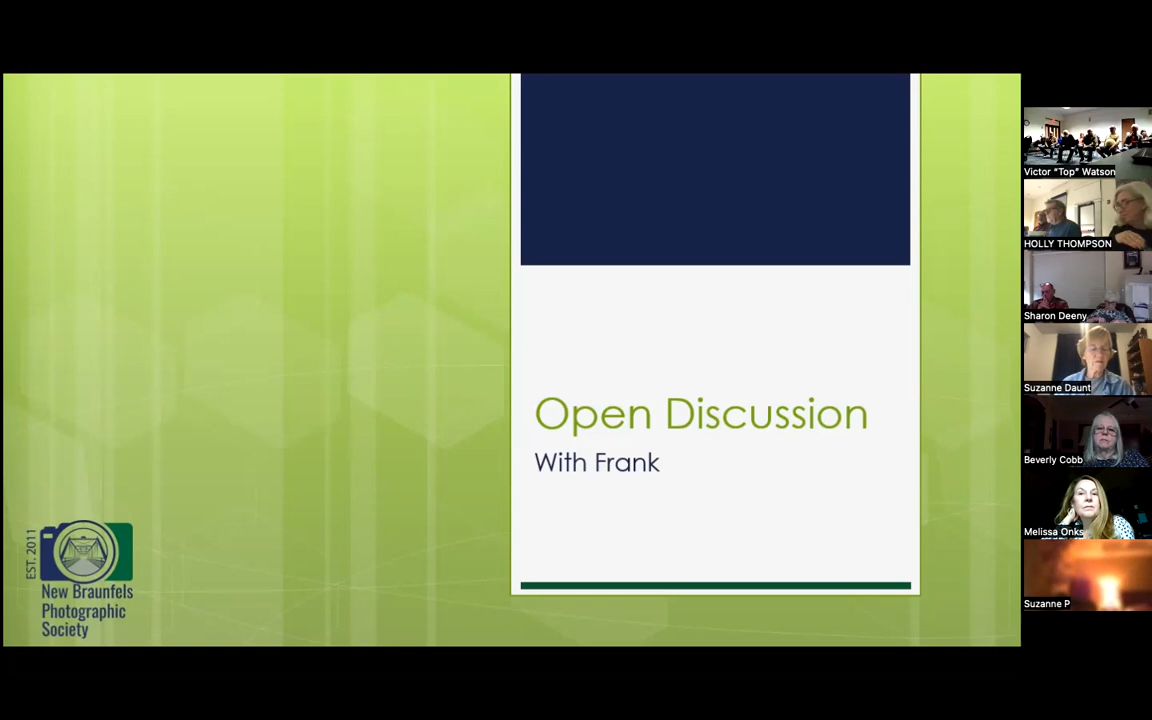 Open Discussion
With Frank
EST. 2011
New Braunfels
Photographic
Society
Victor "Top" Watson
HOLLY THOMPSON
Sharon Deeny
Suzanne Daunt
Beverly Cobb
Melissa Onks
Suzanne P